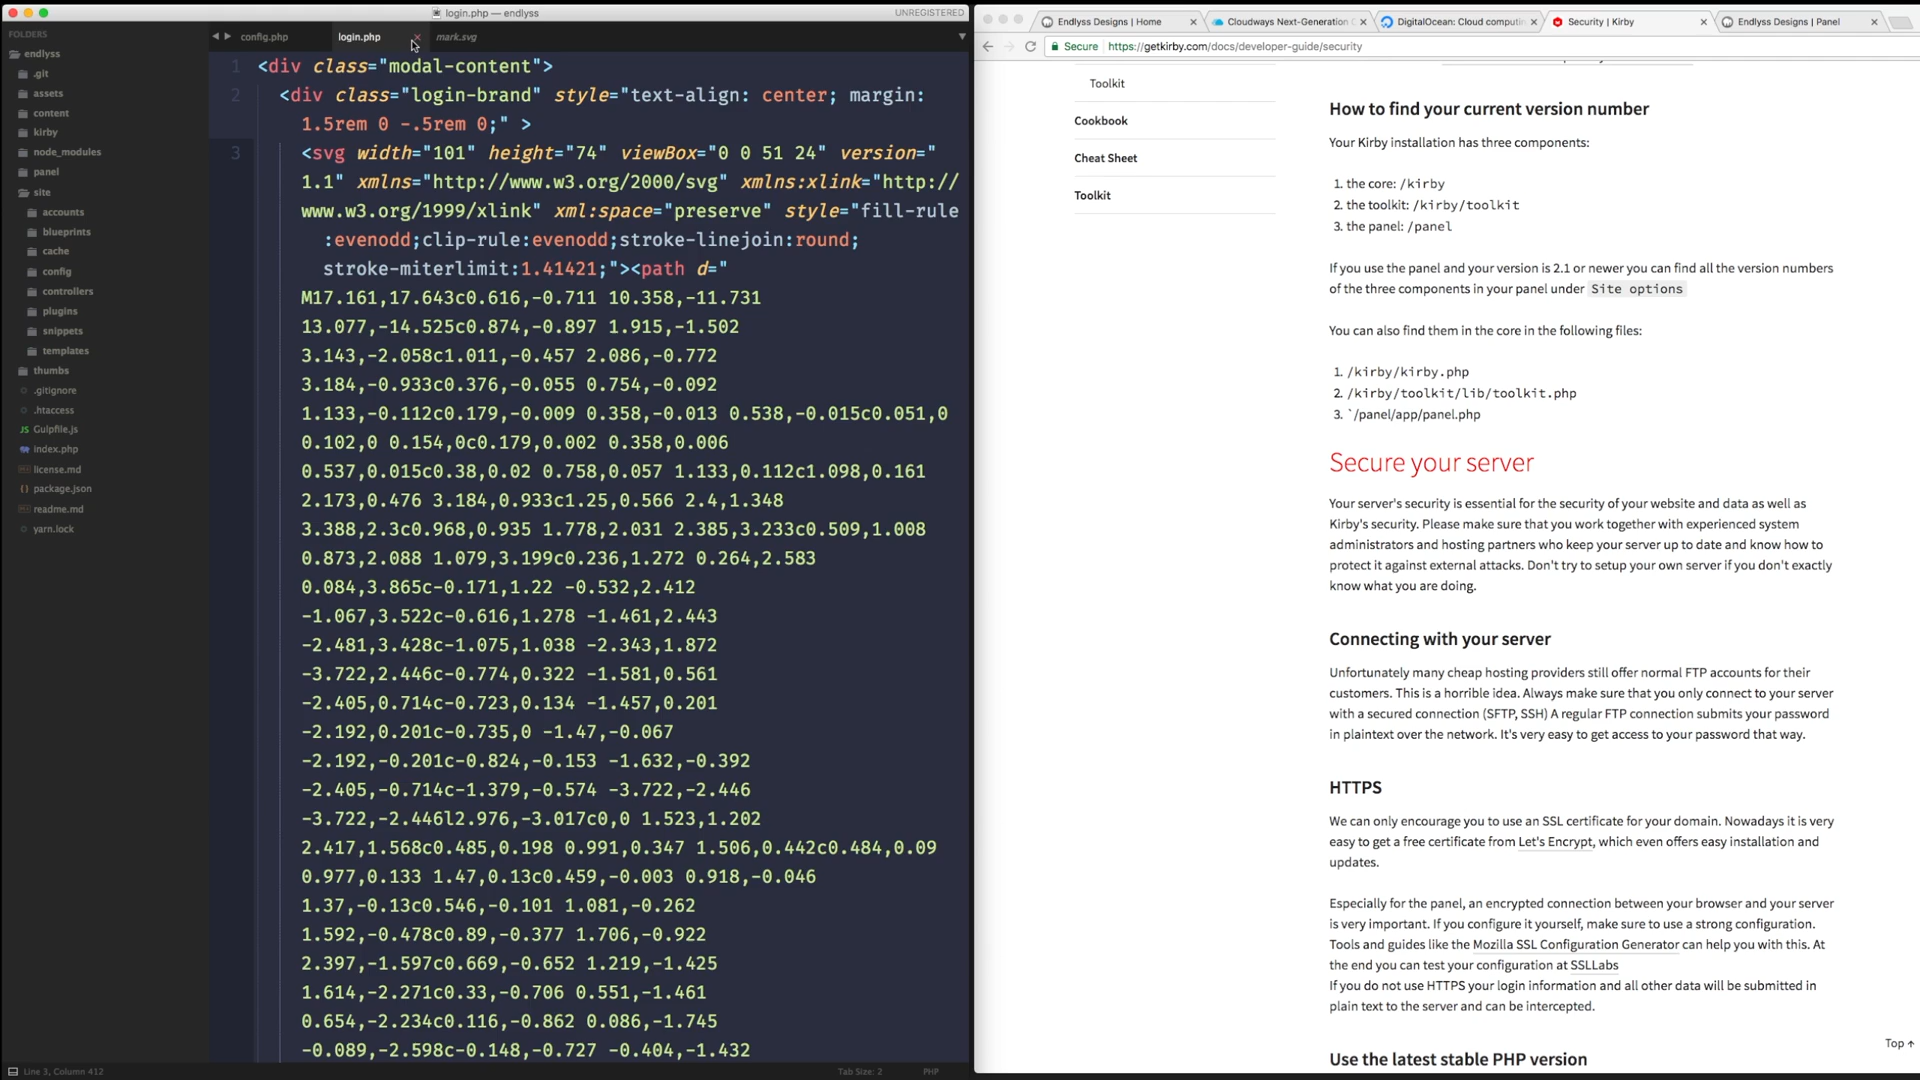 login.php — endlyss
UNREGISTERED
FOLDERS
endlyss
.git
assets
content
kirby
node_modules
panel
site
accounts
blueprints
cache
config
controllers
plugins
snippets
templates
thumbs
.gitignore
.htaccess
Gulpfile.js
index.php
license.md
package.json
readme.md
yarn.lock
config.php
login.php
mark.svg
1 <div class="modal-content">
2 <div class="login-brand" style="text-align: center; margin:
1.5rem 0 -.5rem 0;" >
3 <svg width="101" height="74" viewBox="0 0 51 24" version="
1.1" xmlns="http://www.w3.org/2000/svg" xmlns:xlink="http://
www.w3.org/1999/xlink" xml:space="preserve" style="fill-rule
:evenodd;clip-rule:evenodd;stroke-linejoin:round;
stroke-miterlimit:1.41421;"><path d="
M17.161,17.643c0.616,-0.711 10.358,-11.731
13.077,-14.525c0.874,-0.897 1.915,-1.502
3.143,-2.058c1.011,-0.457 2.086,-0.772
3.184,-0.933c0.376,-0.055 0.754,-0.092
1.133,-0.112c0.179,-0.009 0.358,-0.013 0.538,-0.015c0.051,0
0.102,0 0.154,0c0.179,0.002 0.358,0.006
0.537,0.015c0.38,0.02 0.758,0.057 1.133,0.112c1.098,0.161
2.173,0.476 3.184,0.933c1.25,0.566 2.4,1.348
3.388,2.3c0.968,0.935 1.778,2.031 2.385,3.233c0.509,1.008
0.873,2.088 1.079,3.199c0.236,1.272 0.264,2.583
0.084,3.865c-0.171,1.22 -0.532,2.412
-1.067,3.522c-0.616,1.278 -1.461,2.443
-2.481,3.428c-1.075,1.038 -2.343,1.872
-3.722,2.446c-0.774,0.322 -1.581,0.561
-2.405,0.714c-0.723,0.134 -1.457,0.201
-2.192,0.201c-0.735,0 -1.47,-0.067
-2.192,-0.201c-0.824,-0.153 -1.632,-0.392
-2.405,-0.714c-1.379,-0.574 -3.722,-2.446
-3.722,-2.446l2.976,-3.017c0,0 1.523,1.202
2.417,1.568c0.485,0.198 0.991,0.347 1.506,0.442c0.484,0.09
0.977,0.133 1.47,0.13c0.459,-0.003 0.918,-0.046
1.37,-0.13c0.546,-0.101 1.081,-0.262
1.592,-0.478c0.89,-0.377 1.706,-0.922
2.397,-1.597c0.669,-0.652 1.219,-1.425
1.614,-2.271c0.33,-0.706 0.551,-1.461
0.654,-2.234c0.116,-0.862 0.086,-1.745
-0.089,-2.598c-0.148,-0.727 -0.404,-1.432
Line 3, Column 412
Tab Size: 2
PHP
Endlyss Designs | Home
Cloudways Next-Generation C
DigitalOcean: Cloud computin
Security | Kirby
Endlyss Designs | Panel
Secure
https://getkirby.com/docs/developer-guide/security
Toolkit
Cookbook
Cheat Sheet
Toolkit
How to find your current version number
Your Kirby installation has three components:
1. the core: /kirby
2. the toolkit: /kirby/toolkit
3. the panel: /panel
If you use the panel and your version is 2.1 or newer you can find all the version numbers
of the three components in your panel under Site options
You can also find them in the core in the following files:
1. /kirby/kirby.php
2. /kirby/toolkit/lib/toolkit.php
3. `/panel/app/panel.php
Secure your server
Your server's security is essential for the security of your website and data as well as
Kirby's security. Please make sure that you work together with experienced system
administrators and hosting partners who keep your server up to date and know how to
protect it against external attacks. Don't try to setup your own server if you don't exactly
know what you are doing.
Connecting with your server
Unfortunately many cheap hosting providers still offer normal FTP accounts for their
customers. This is a horrible idea. Always make sure that you only connect to your server
with a secured connection (SFTP, SSH) A regular FTP connection submits your password
in plaintext over the network. It's very easy to get access to your password that way.
HTTPS
We can only encourage you to use an SSL certificate for your domain. Nowadays it is very
easy to get a free certificate from Let's Encrypt, which even offers easy installation and
updates.
Especially for the panel, an encrypted connection between your browser and your server
is very important. If you configure it yourself, make sure to use a strong configuration.
Tools and guides like the Mozilla SSL Configuration Generator can help you with this. At
the end you can test your configuration at SSLLabs
If you do not use HTTPS your login information and all other data will be submitted in
plain text to the server and can be intercepted.
Top ↑
Use the latest stable PHP version